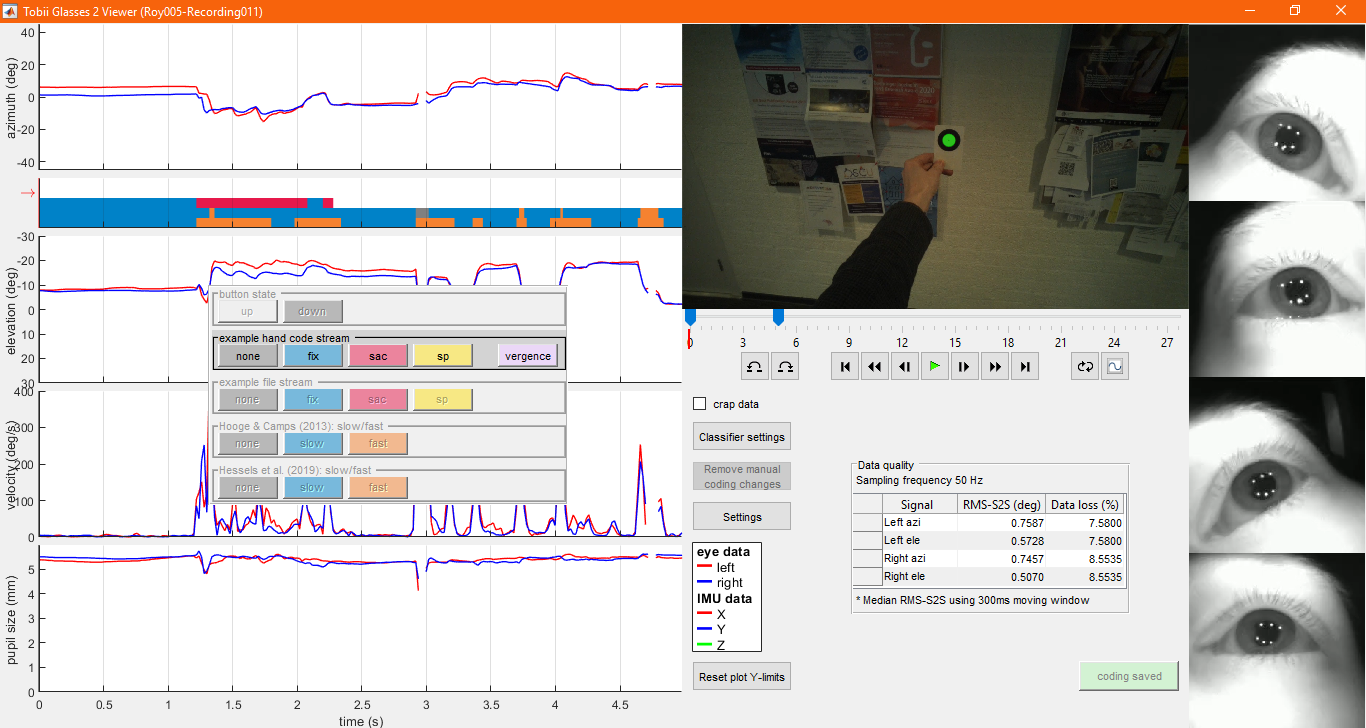 Tobii Glasses 2 Viewer (Roy005-Recording011)
azimuth (deg)
40
20
0
-20
-40
elevation (deg)
-30
-20
-10
0
10
20
30
button state
up down
example hand code stream
none fix sac sp vergence
example file stream
none fix sac sp
Hooge & Camps (2013): slow/fast
none slow fast
Hessels et al. (2019): slow/fast
none slow fast
velocity (deg/s)
400
300
200
100
0
pupil size (mm)
5
4
3
2
1
0
0 0.5 1 1.5 2 2.5 3 3.5 4 4.5
time (s)
0 3 6 9 12 15 18 21 24 27
crap data
Classifier settings
Remove manual
coding changes
Settings
eye data
left
right
IMU data
X
Y
Z
Reset plot Y-limits
Data quality
Sampling frequency 50 Hz
Signal RMS-S2S (deg) Data loss (%)
Left azi 0.7587 7.5800
Left ele 0.5728 7.5800
Right azi 0.7457 8.5535
Right ele 0.5070 8.5535
* Median RMS-S2S using 300ms moving window
coding saved